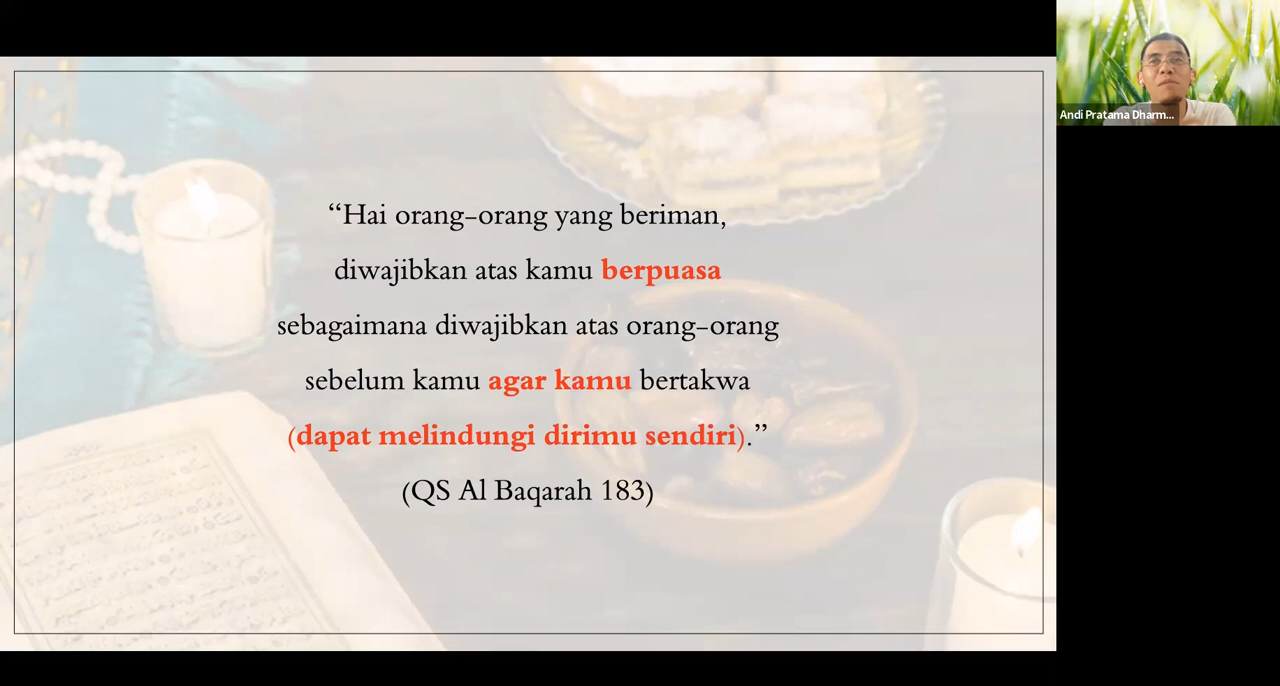 “Hai orang-orang yang beriman,
diwajibkan atas kamu berpuasa
sebagaimana diwajibkan atas orang-orang
sebelum kamu agar kamu bertakwa
(dapat melindungi dirimu sendiri).”
(QS Al Baqarah 183)
Andi Pratama Dharm...